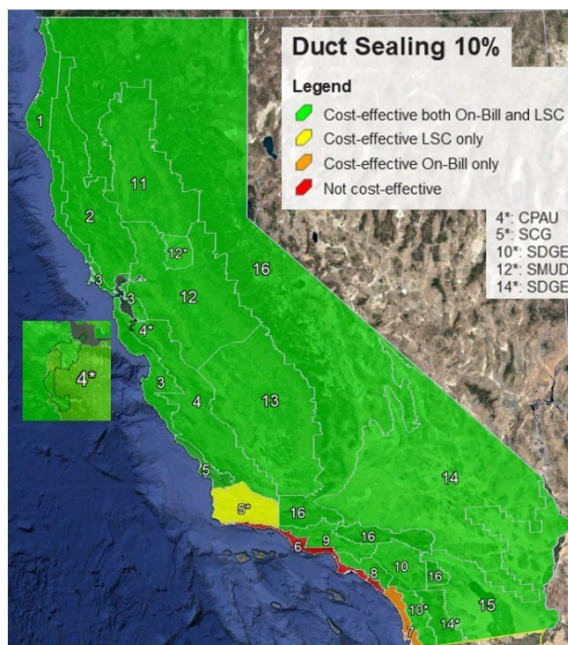 Duct Sealing 10%
Legend
Cost-effective both On-Bill and LSC
Cost-effective LSC only
Cost-effective On-Bill only
Not cost-effective
4*: CPAU
5*: SCG
10*: SDGE
12*: SMUD
14*: SDGE
1
11
2
12*
16
3
3
12
4*
4*
3
4
13
14
5
5*
16
6
9
16
8
10
16
10*
15
7
14*